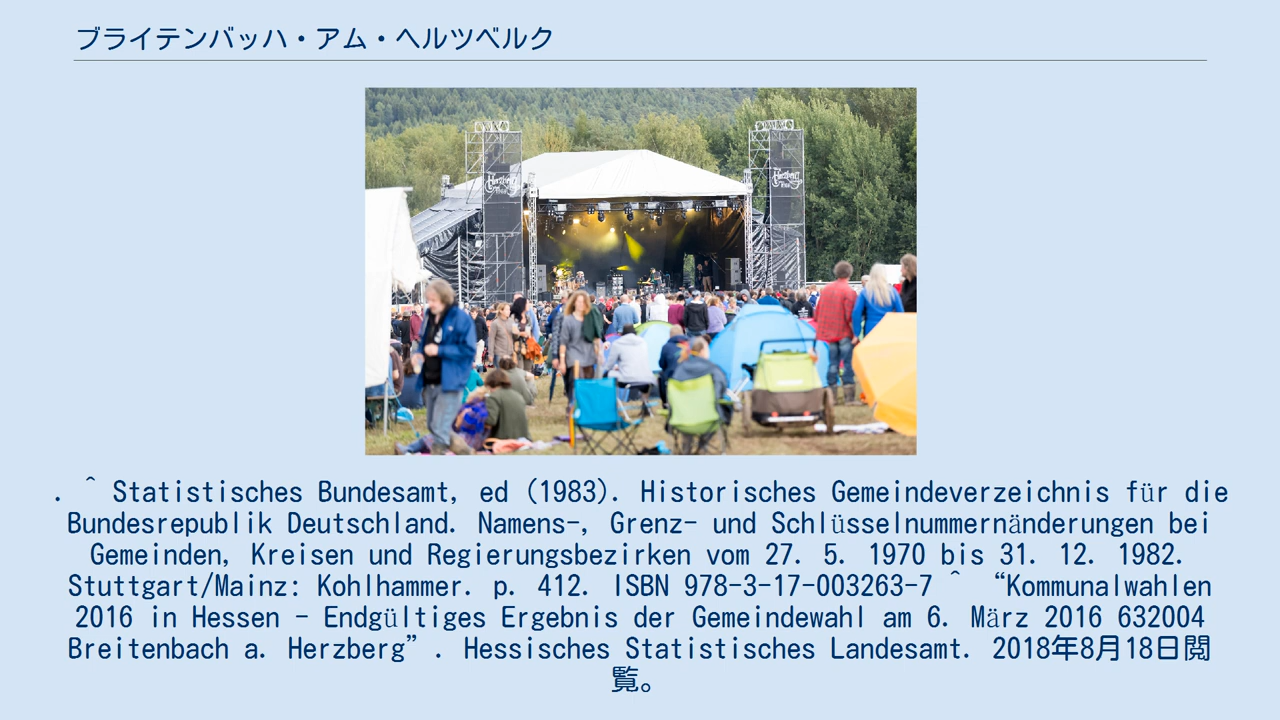 ブライテンバッハ・アム・ヘルツベルク
Herzberg
Herzberg
. ^ Statistisches Bundesamt, ed (1983). Historisches Gemeindeverzeichnis für die
Bundesrepublik Deutschland. Namens-, Grenz- und Schlüsselnummernänderungen bei
Gemeinden, Kreisen und Regierungsbezirken vom 27. 5. 1970 bis 31. 12. 1982.
Stuttgart/Mainz: Kohlhammer. p. 412. ISBN 978-3-17-003263-7 ^ “Kommunalwahlen
2016 in Hessen – Endgültiges Ergebnis der Gemeindewahl am 6. März 2016 632004
Breitenbach a. Herzberg”. Hessisches Statistisches Landesamt. 2018年8月18日閲
覧。